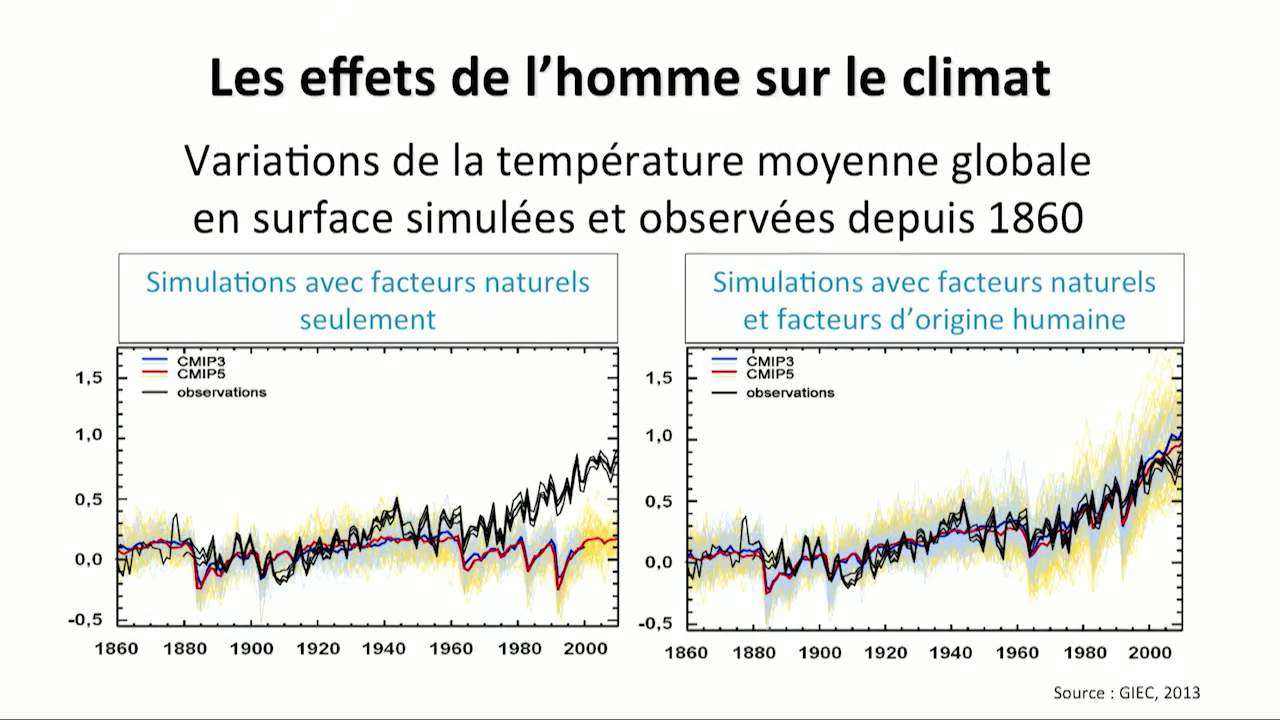 Les effets de l'homme sur le climat
Variations de la température moyenne globale
en surface simulées et observées depuis 1860
Simulations avec facteurs naturels
seulement
CMIP3
CMIP5
observations
1,5
1,0
0,5
0,0
-0,5
1860 1880 1900 1920 1940 1960 1980 2000
Simulations avec facteurs naturels
et facteurs d'origine humaine
CMIP3
CMIP5
observations
1,5
1,0
0,5
0,0
-0,5
1860 1880 1900 1920 1940 1960 1980 2000
Source : GIEC, 2013